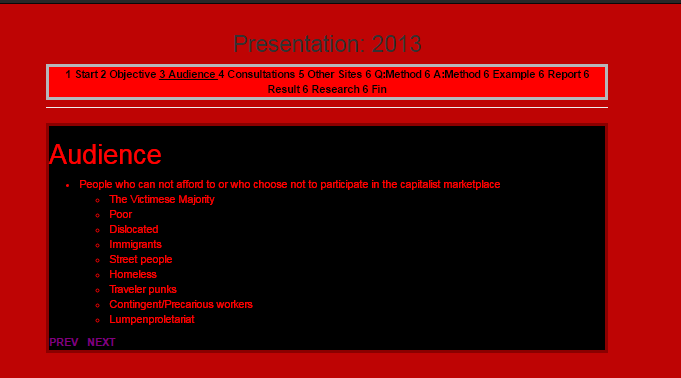 Presentation: 2013
1 Start 2 Objective 3 Audience 4 Consultations 5 Other Sites 6 Q:Method 6 A:Method 6 Example 6 Report 6
Result 6 Research 6 Fin
Audience
People who can not afford to or who choose not to participate in the capitalist marketplace
The Victimese Majority
Poor
Dislocated
Immigrants
Street people
Homeless
Traveler punks
Contingent/Precarious workers
Lumpenproletariat
PREV NEXT